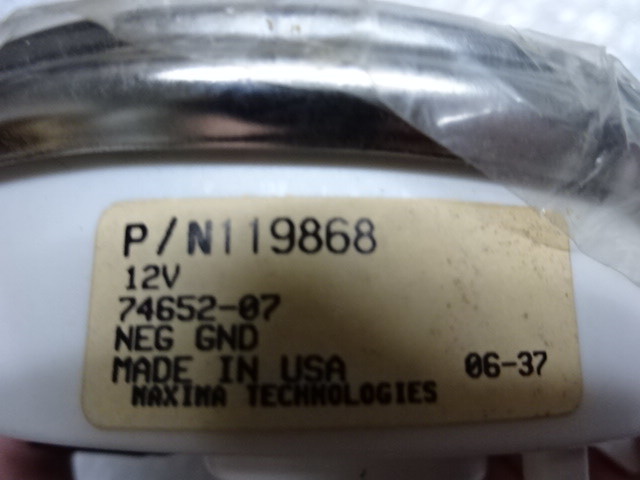 P/N119868
12V
74652-07
NEG GND
MADE IN USA 06-37
MAXIMA TECHNOLOGIES